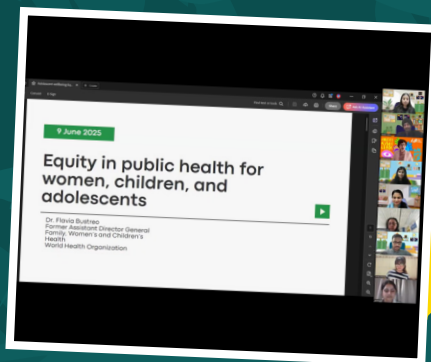 9 June 2025
Equity in public health for
women, children, and
adolescents
Dr. Flavia Bustreo
Former Assistant Director General
Family, Women's and Children's
Health
World Health Organization